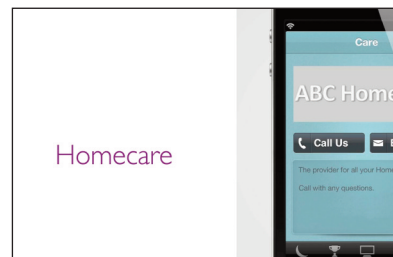 Homecare
Care
ABC Home
Call Us
The provider for all your Home
Call with any questions.